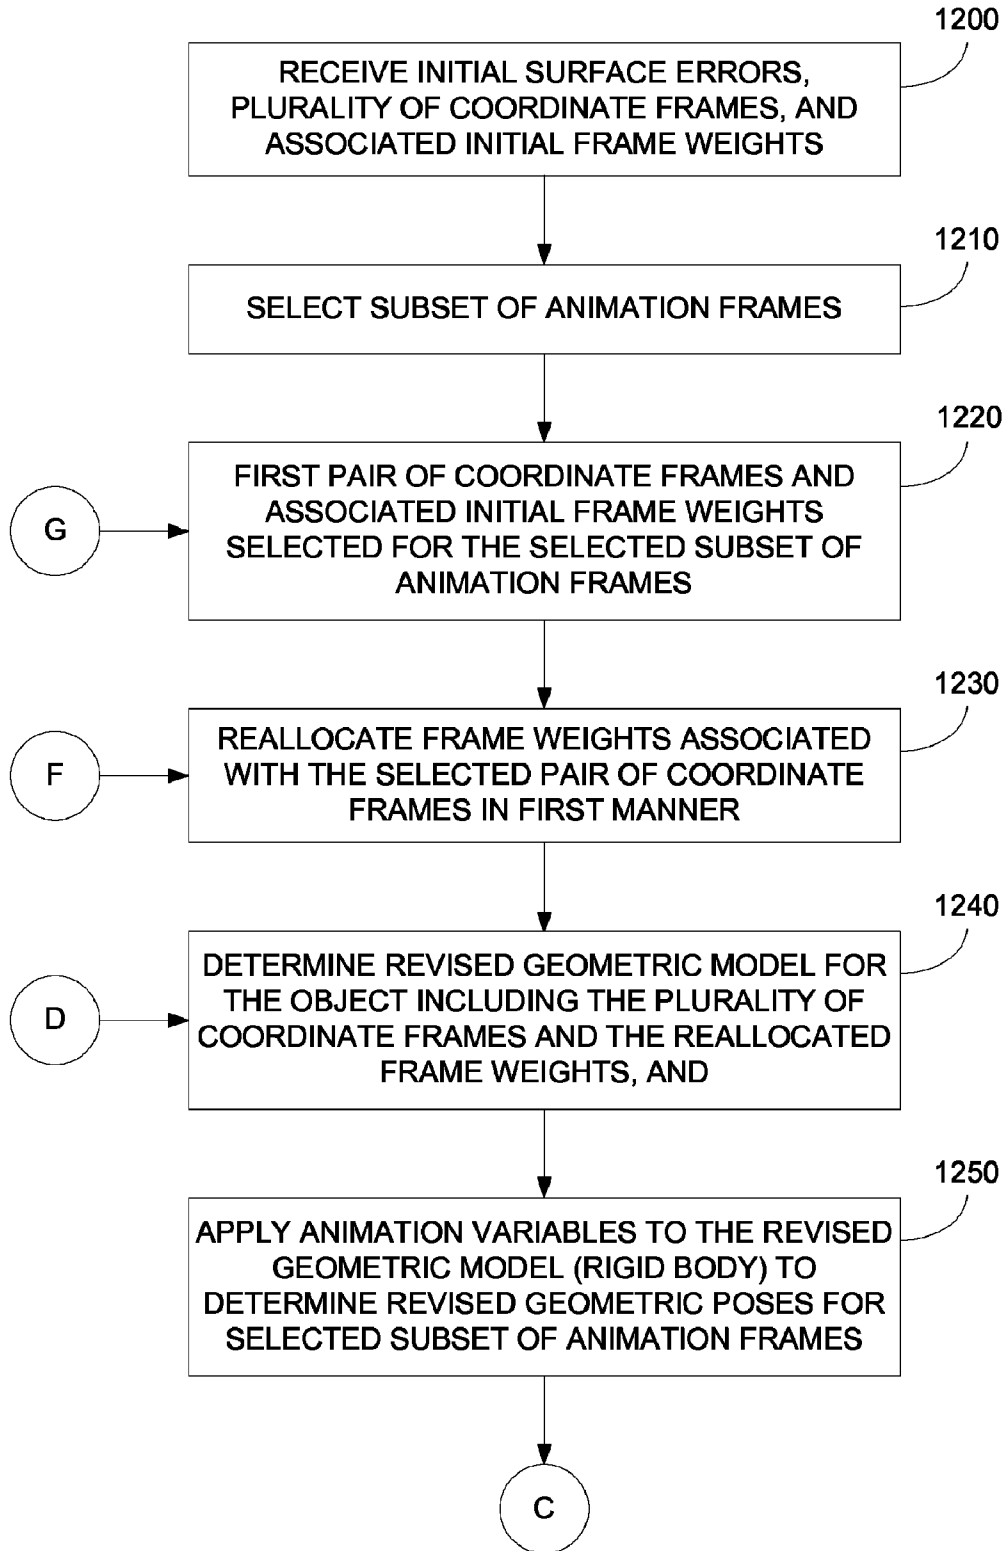 1200
RECEIVE INITIAL SURFACE ERRORS,
PLURALITY OF COORDINATE FRAMES, AND
ASSOCIATED INITIAL FRAME WEIGHTS
1210
SELECT SUBSET OF ANIMATION FRAMES
1220
FIRST PAIR OF COORDINATE FRAMES AND
ASSOCIATED INITIAL FRAME WEIGHTS
SELECTED FOR THE SELECTED SUBSET OF
ANIMATION FRAMES
G
1230
REALLOCATE FRAME WEIGHTS ASSOCIATED
WITH THE SELECTED PAIR OF COORDINATE
FRAMES IN FIRST MANNER
F
1240
DETERMINE REVISED GEOMETRIC MODEL FOR
THE OBJECT INCLUDING THE PLURALITY OF
COORDINATE FRAMES AND THE REALLOCATED
FRAME WEIGHTS, AND
D
1250
APPLY ANIMATION VARIABLES TO THE REVISED
GEOMETRIC MODEL (RIGID BODY) TO
DETERMINE REVISED GEOMETRIC POSES FOR
SELECTED SUBSET OF ANIMATION FRAMES
C